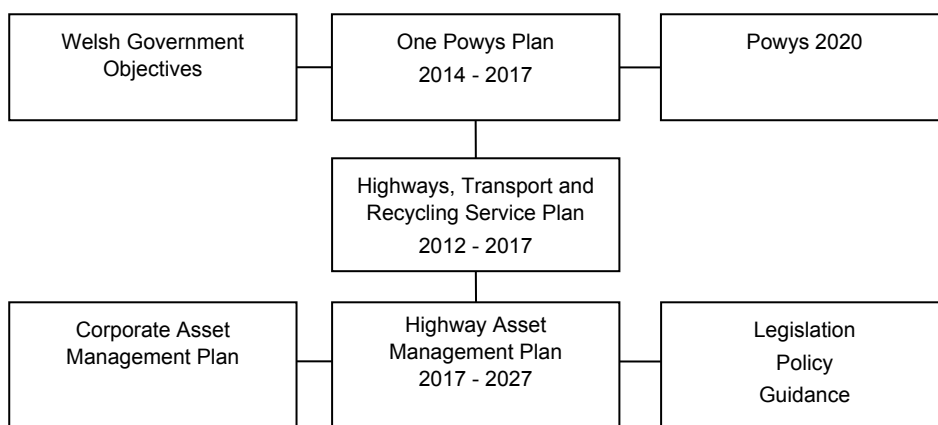 Welsh Government
Objectives
One Powys Plan
2014 - 2017
Powys 2020
Highways, Transport and
Recycling Service Plan
2012 - 2017
Corporate Asset
Management Plan
Highway Asset
Management Plan
2017 - 2027
Legislation
Policy
Guidance